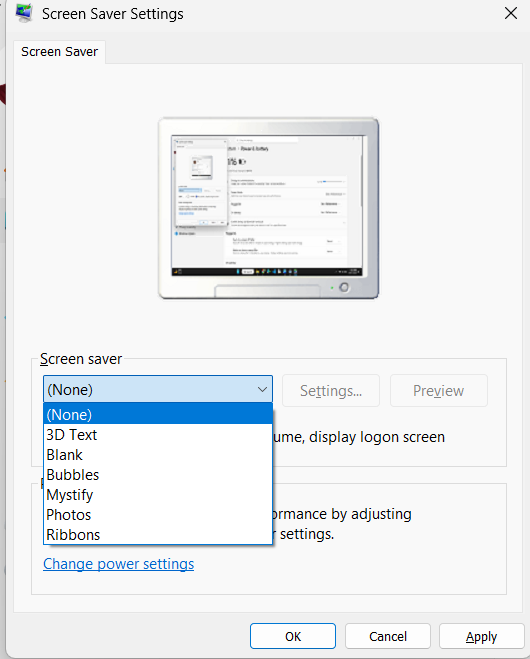 Screen Saver Settings
Screen Saver
Screen saver
(None)
Settings...
Preview
(None)
3D Text
Blank
Bubbles
Mystify
Photos
Ribbons
ume, display logon screen
ormance by adjusting
settings.
Change power settings
OK
Cancel
Apply